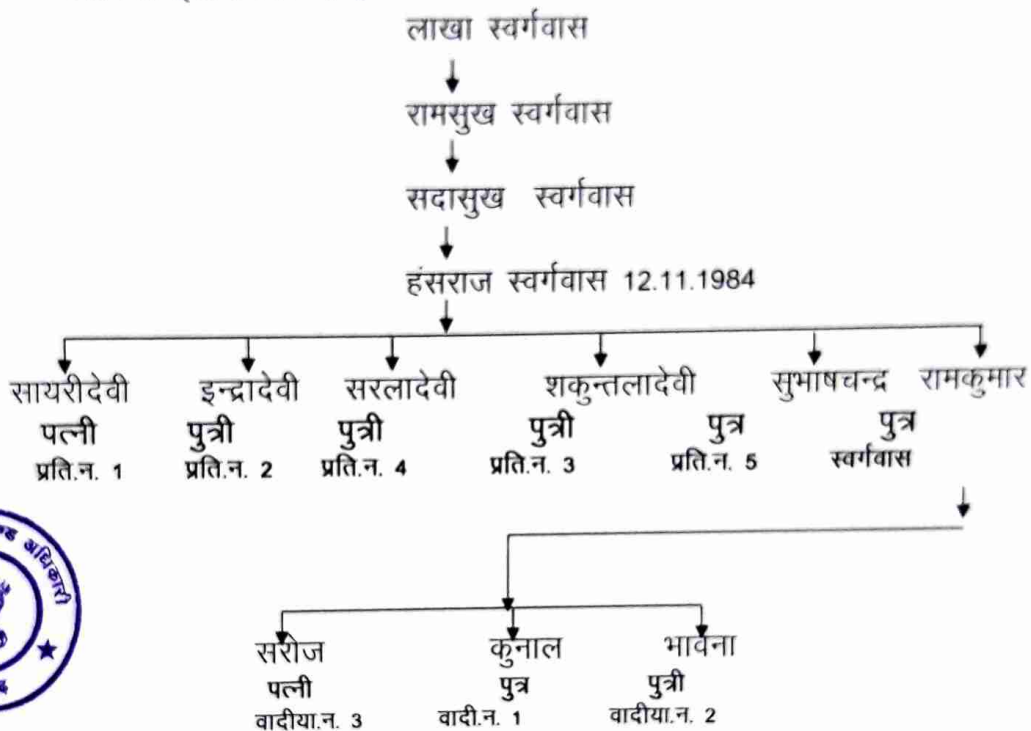 लाखा स्वर्गवास
रामसुख स्वर्गवास
सदासुख स्वर्गवास
हंसराज स्वर्गवास 12.11.1984
सायरीदेवी इन्द्रादेवी सरलादेवी शकुन्तलादेवी सुभाषचन्द्र रामकुमार
पत्नी पुत्री पुत्री पुत्री पुत्र पुत्र
प्रति.न. 1 प्रति.न. 2 प्रति.न. 4 प्रति.न. 3 प्रति.न. 5 स्वर्गवास
अधिकारी
सरोज कुनाल भावना
पत्नी पुत्र पुत्री
वादीया.न. 3 वादी.न. 1 वादीया.न. 2